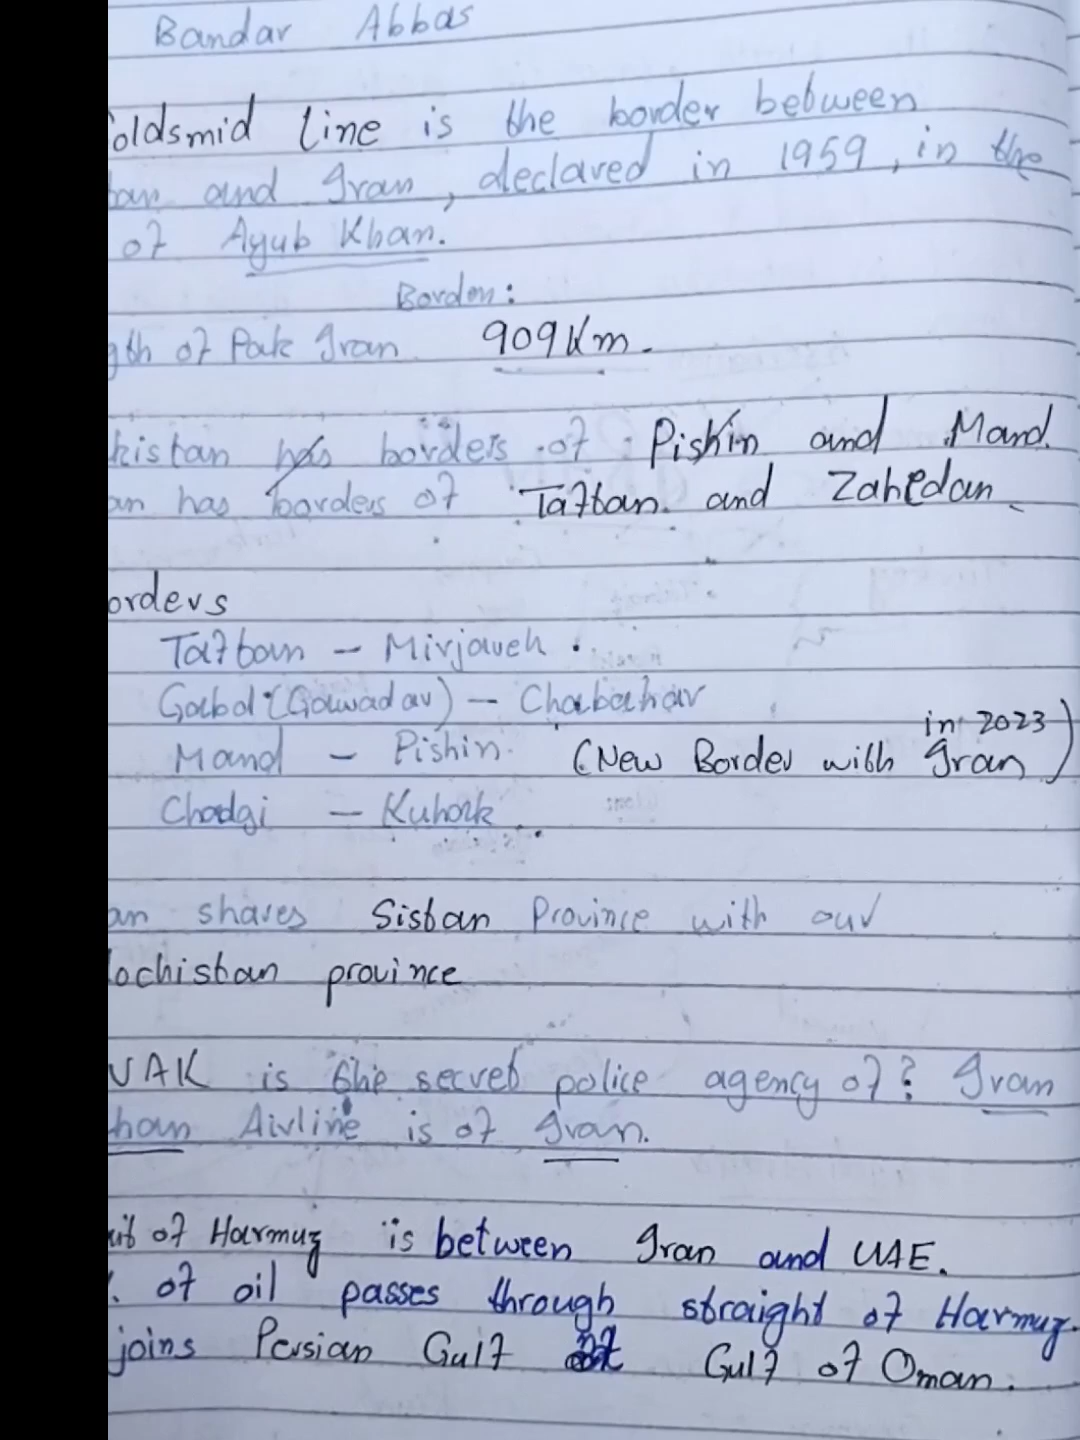 Bandar Abbas
oldsmid Line is the border between
tan and Iran, declared in 1959, in the
of Ayub Khan.
Border:
gth of Pak Iran 909 Km.
kistan has borders of Pishin and Mand.
an has borders of Taftan and Zahedan
orders
Taftan - Mirjaveh
Gabd (Gawadar) - Chabahar
in 2023
Mand - Pishin (New Border with Iran)
Chadgi - Kuhork
an shares Sistan Province with our
lochistan province
VAK is the secret police agency of? Iran
han Airline is of Iran.
ait of Harmuz is between Iran and UAE.
. of oil passes through straight of Harmuz.
joins Persian Gulf Gulf of Oman.